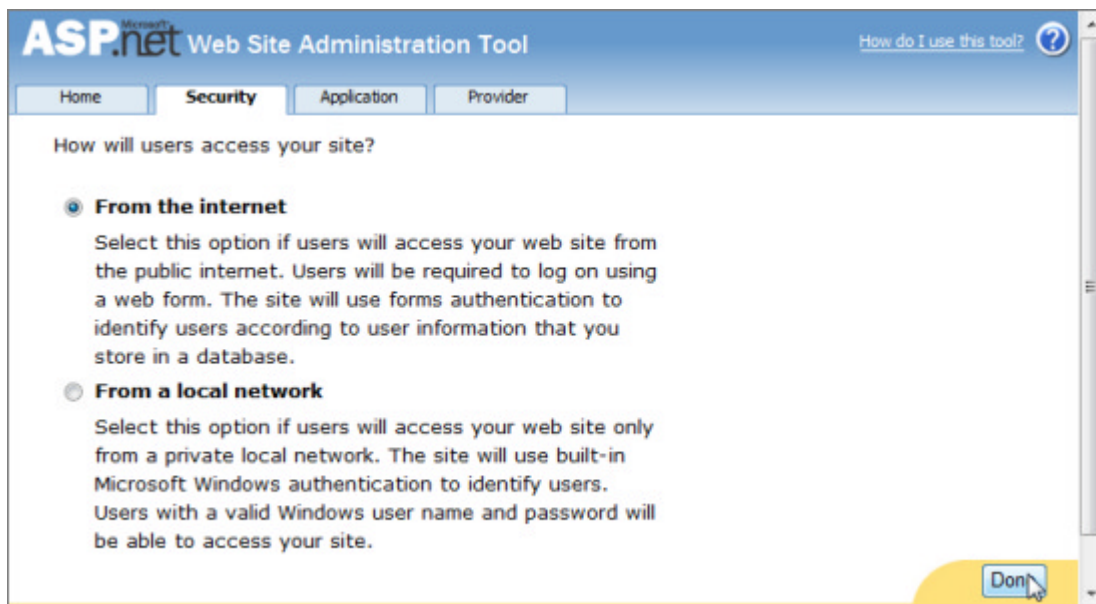 Microsoft
ASP.net Web Site Administration Tool
How do I use this tool? ?
Home Security Application Provider
How will users access your site?
From the internet
Select this option if users will access your web site from
the public internet. Users will be required to log on using
a web form. The site will use forms authentication to
identify users according to user information that you
store in a database.
From a local network
Select this option if users will access your web site only
from a private local network. The site will use built-in
Microsoft Windows authentication to identify users.
Users with a valid Windows user name and password will
be able to access your site.
Don